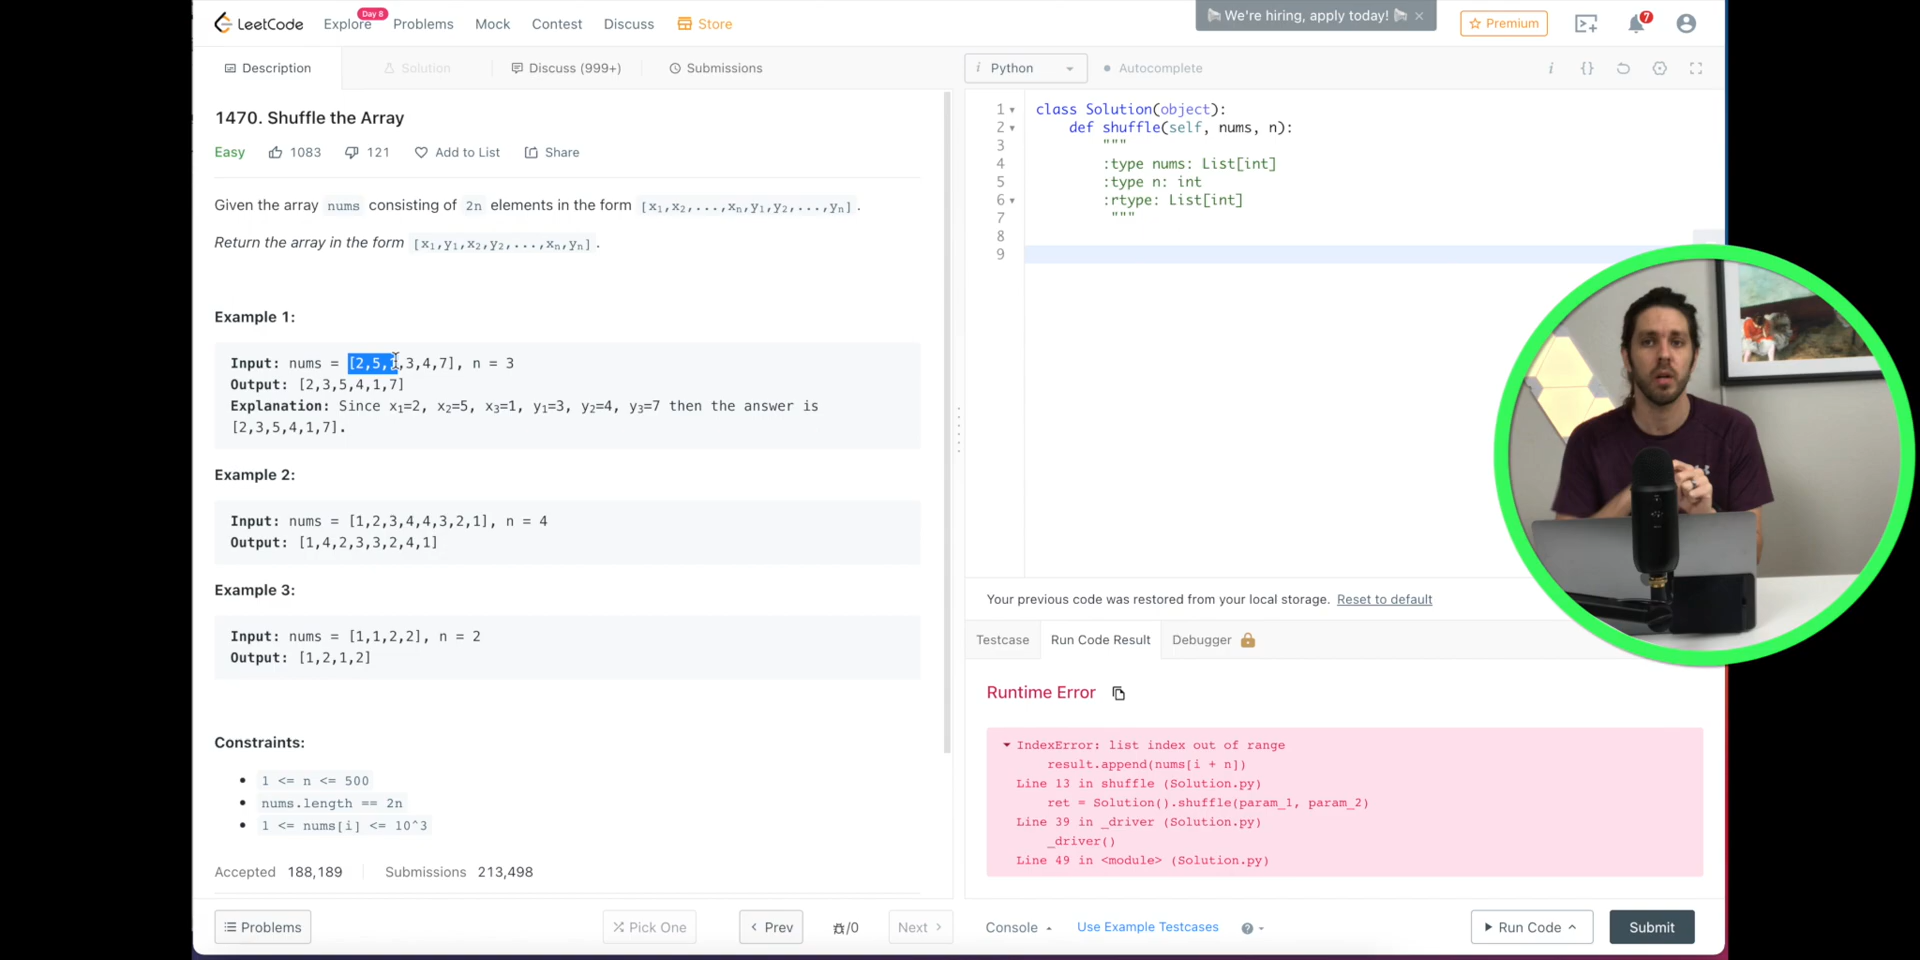 LeetCode
Explore
Day 8
Problems
Mock
Contest
Discuss
Store
We're hiring, apply today!
Premium
7
Description
Solution
Discuss (999+)
Submissions
1470. Shuffle the Array
Easy
1083
121
Add to List
Share
Given the array nums consisting of 2n elements in the form [x₁,x₂,...,xₙ,y₁,y₂,...,yₙ].
Return the array in the form [x₁,y₁,x₂,y₂,...,xₙ,yₙ].
Example 1:
Input: nums = [2,5,1,3,4,7], n = 3
Output: [2,3,5,4,1,7]
Explanation: Since x₁=2, x₂=5, x₃=1, y₁=3, y₂=4, y₃=7 then the answer is
[2,3,5,4,1,7].
Example 2:
Input: nums = [1,2,3,4,4,3,2,1], n = 4
Output: [1,4,2,3,3,2,4,1]
Example 3:
Input: nums = [1,1,2,2], n = 2
Output: [1,2,1,2]
Constraints:
1 <= n <= 500
nums.length == 2n
1 <= nums[i] <= 10^3
Accepted 188,189
Submissions 213,498
Problems
Pick One
Prev
/0
Next
i Python
Autocomplete
i {}
1 class Solution(object):
2 def shuffle(self, nums, n):
3 """
4 :type nums: List[int]
5 :type n: int
6 :rtype: List[int]
7 """
8
9
Your previous code was restored from your local storage. Reset to default
Testcase
Run Code Result
Debugger
Runtime Error
IndexError: list index out of range
result.append(nums[i + n])
Line 13 in shuffle (Solution.py)
ret = Solution().shuffle(param_1, param_2)
Line 39 in _driver (Solution.py)
_driver()
Line 49 in <module> (Solution.py)
Console
Use Example Testcases
?
Run Code
Submit